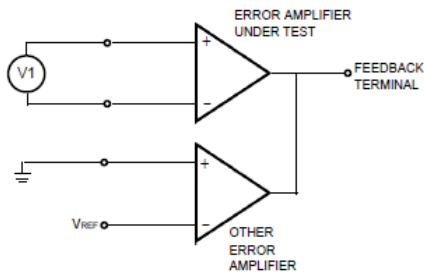 ERROR AMPLIFIER
UNDER TEST
V1
+
−
FEEDBACK
TERMINAL
+
VREF
−
OTHER
ERROR
AMPLIFIER